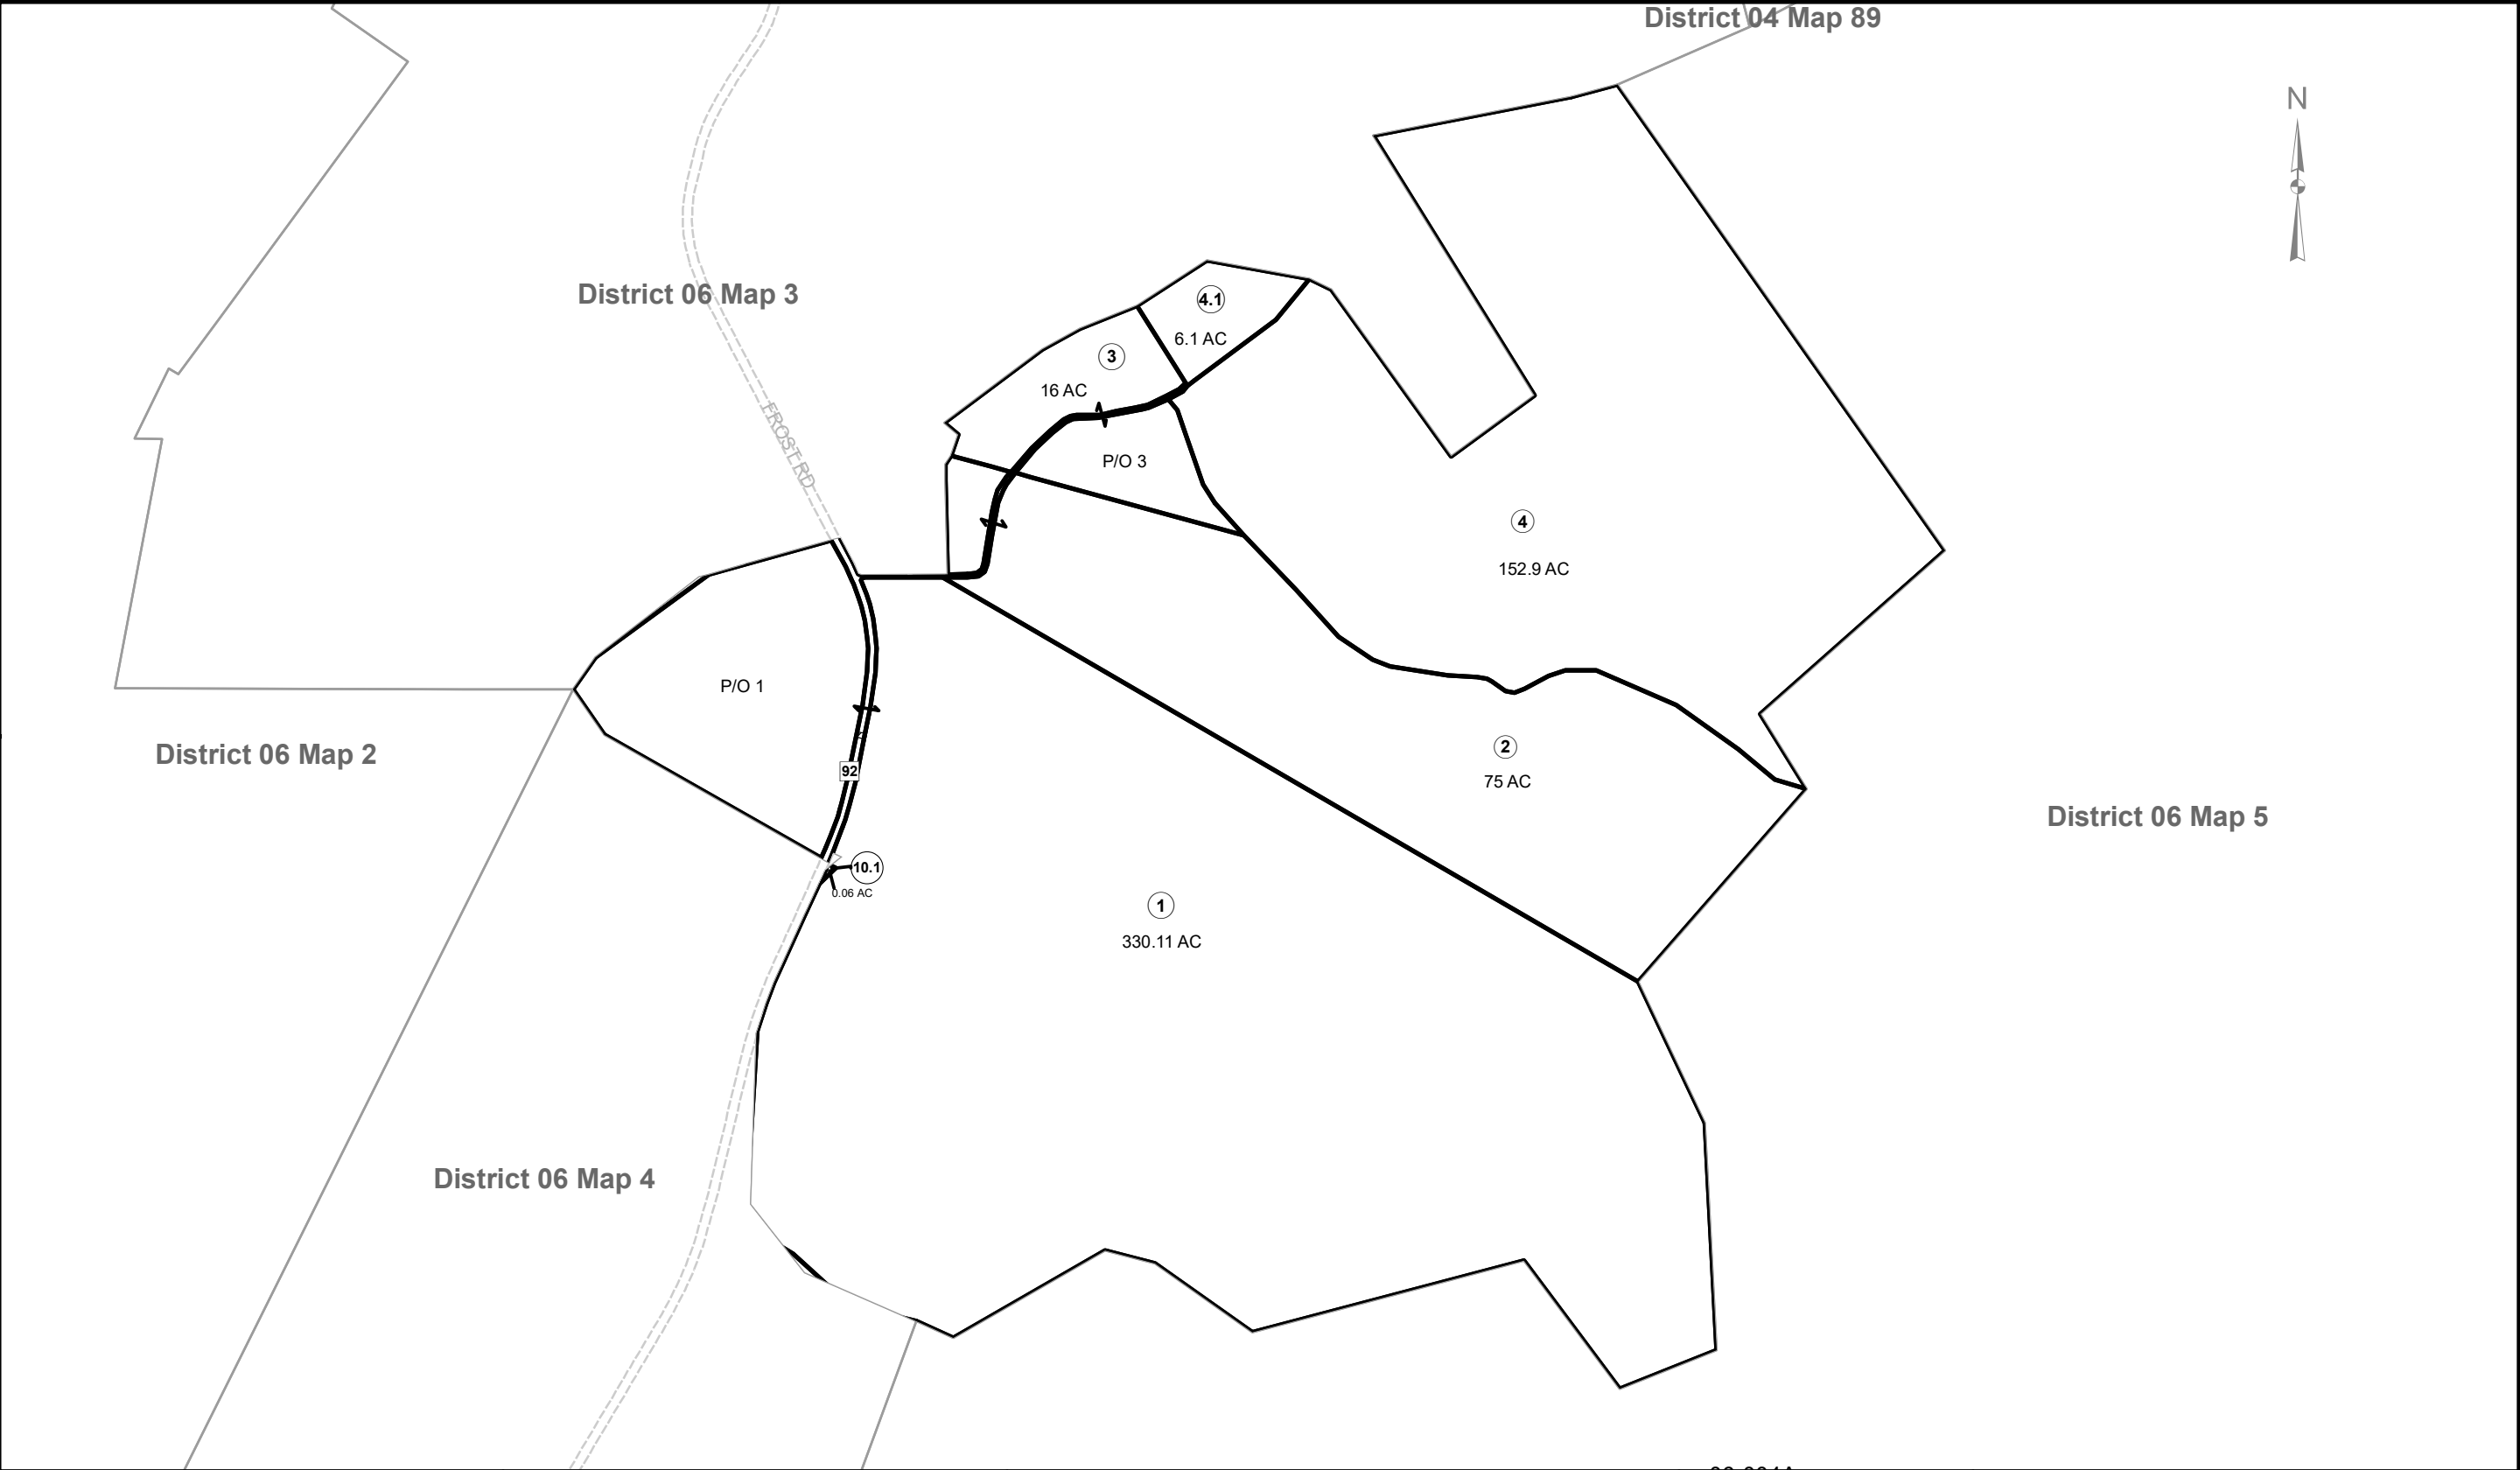 District 04 Map 89
N
District 06 Map 3
4.1
6.1 AC
3
16 AC
FROST RD
P/O 3
4
152.9 AC
P/O 1
2
75 AC
District 06 Map 2
92
District 06 Map 5
10.1
0.06 AC
1
330.11 AC
District 06 Map 4